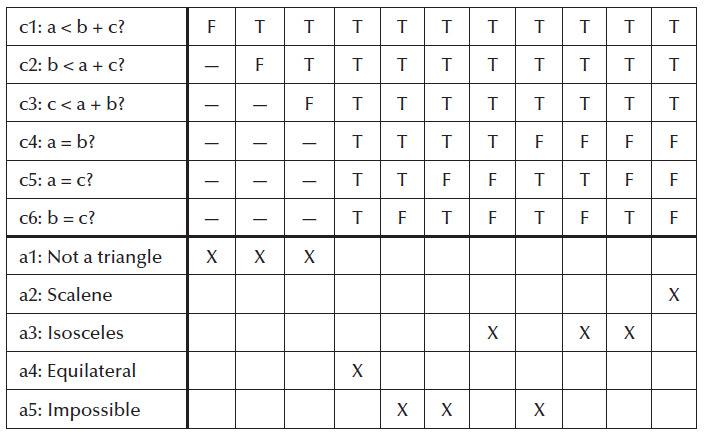 c1: a < b + c? F T T T T T T T T T T
c2: b < a + c? — F T T T T T T T T T
c3: c < a + b? — — F T T T T T T T T
c4: a = b? — — — T T T T F F F F
c5: a = c? — — — T T F F T T F F
c6: b = c? — — — T F T F T F T F
a1: Not a triangle X X X
a2: Scalene X
a3: Isosceles X X X
a4: Equilateral X
a5: Impossible X X X